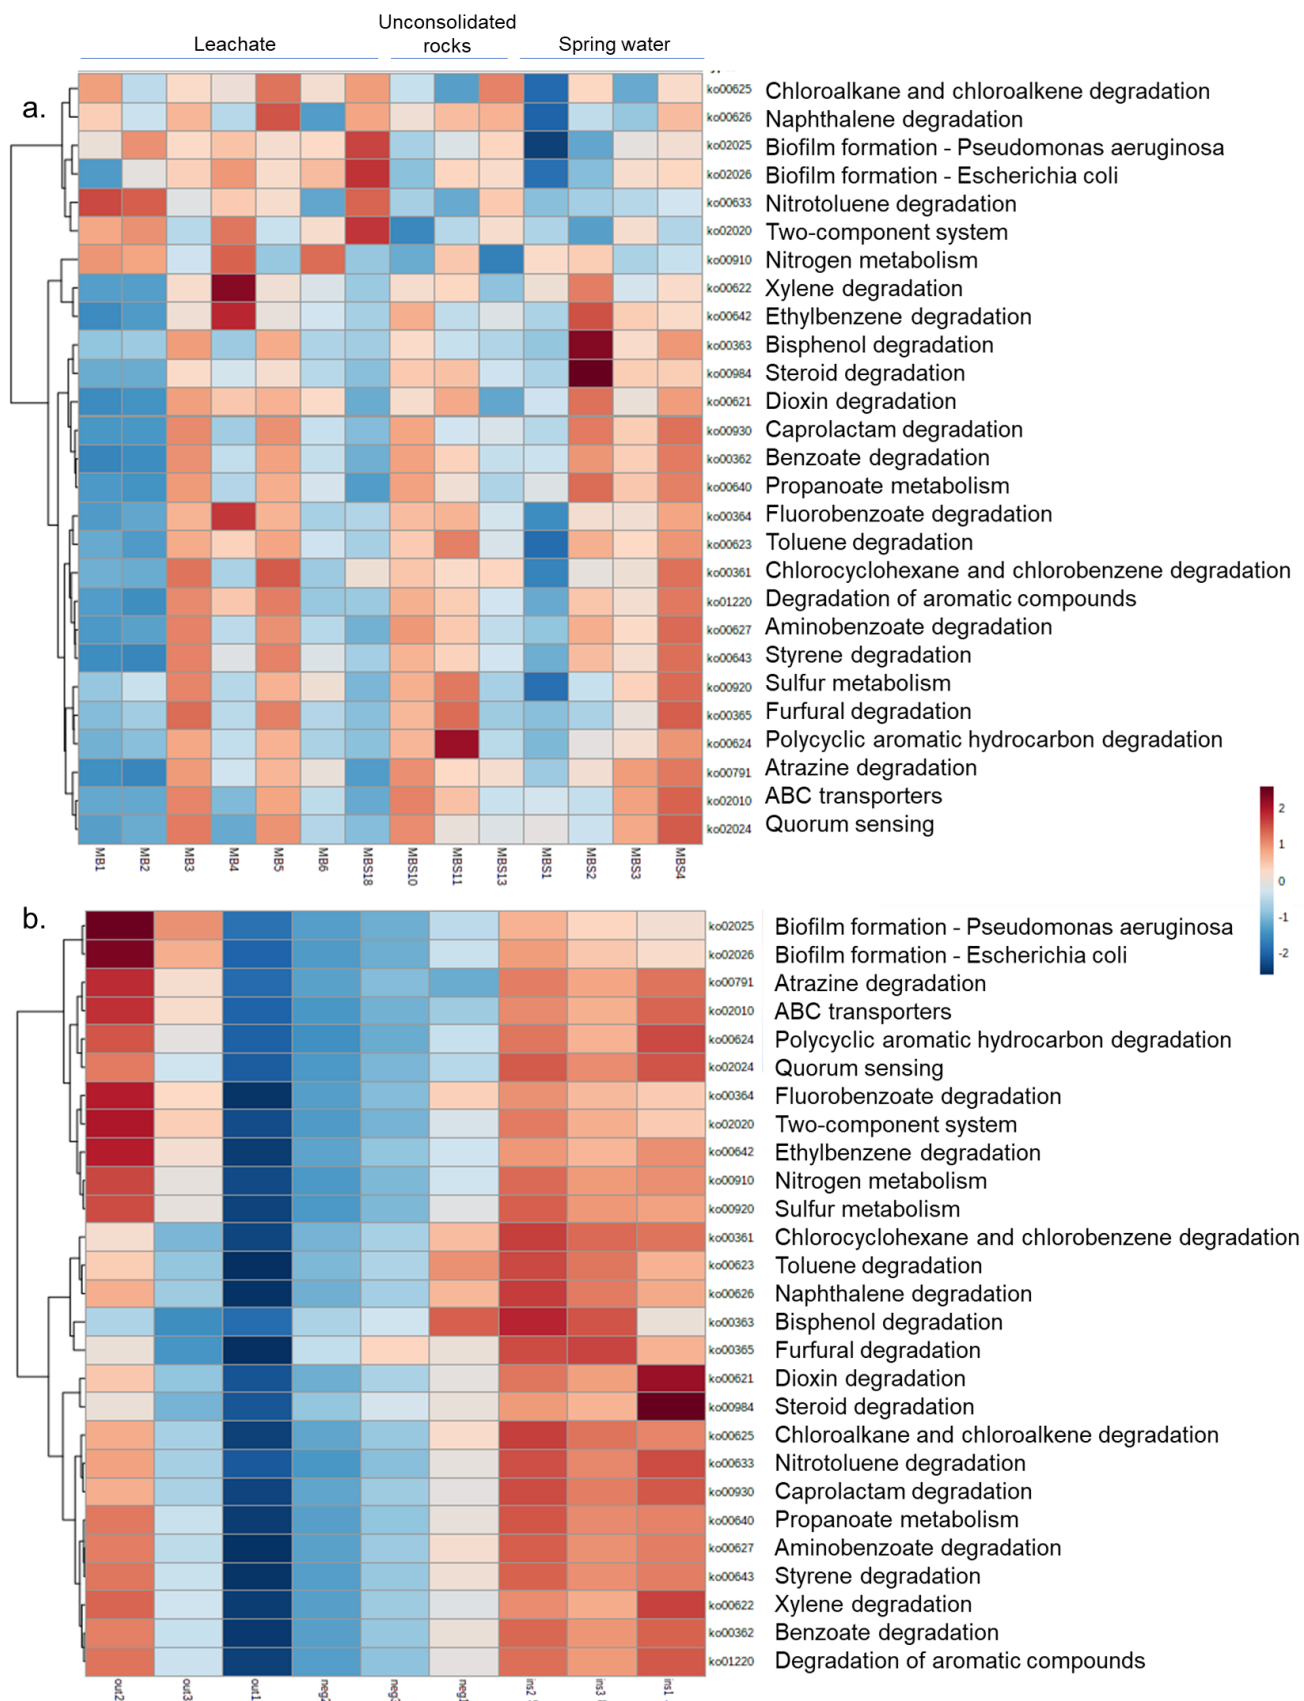 Leachate
Unconsolidated
rocks
Spring water
a.
ko00625 Chloroalkane and chloroalkene degradation
ko00626 Naphthalene degradation
ko02025 Biofilm formation - Pseudomonas aeruginosa
ko02026 Biofilm formation - Escherichia coli
ko00633 Nitrotoluene degradation
ko02020 Two-component system
ko00910 Nitrogen metabolism
ko00622 Xylene degradation
ko00642 Ethylbenzene degradation
ko00363 Bisphenol degradation
ko00984 Steroid degradation
ko00621 Dioxin degradation
ko00930 Caprolactam degradation
ko00362 Benzoate degradation
ko00640 Propanoate metabolism
ko00364 Fluorobenzoate degradation
ko00623 Toluene degradation
ko00361 Chlorocyclohexane and chlorobenzene degradation
ko01220 Degradation of aromatic compounds
ko00627 Aminobenzoate degradation
ko00643 Styrene degradation
ko00920 Sulfur metabolism
ko00365 Furfural degradation
ko00624 Polycyclic aromatic hydrocarbon degradation
ko00791 Atrazine degradation
ko02010 ABC transporters
ko02024 Quorum sensing
MB1 MB2 MB3 MB4 MB5 MB6 MBS18 MBS10 MBS11 MBS13 MBS1 MBS2 MBS3 MBS4
2
1
0
-1
-2
b.
ko02025 Biofilm formation - Pseudomonas aeruginosa
ko02026 Biofilm formation - Escherichia coli
ko00791 Atrazine degradation
ko02010 ABC transporters
ko00624 Polycyclic aromatic hydrocarbon degradation
ko02024 Quorum sensing
ko00364 Fluorobenzoate degradation
ko02020 Two-component system
ko00642 Ethylbenzene degradation
ko00910 Nitrogen metabolism
ko00920 Sulfur metabolism
ko00361 Chlorocyclohexane and chlorobenzene degradation
ko00623 Toluene degradation
ko00626 Naphthalene degradation
ko00363 Bisphenol degradation
ko00365 Furfural degradation
ko00621 Dioxin degradation
ko00984 Steroid degradation
ko00625 Chloroalkane and chloroalkene degradation
ko00633 Nitrotoluene degradation
ko00930 Caprolactam degradation
ko00640 Propanoate metabolism
ko00627 Aminobenzoate degradation
ko00643 Styrene degradation
ko00622 Xylene degradation
ko00362 Benzoate degradation
ko01220 Degradation of aromatic compounds
out2 out3 out1 neg2 neg3 neg1 ins2 ins3 ins1